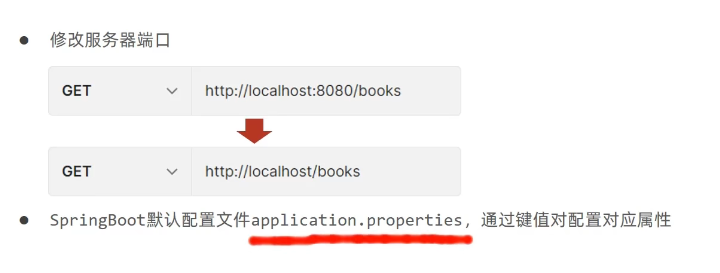 ● 修改服务器端口
GET http://localhost:8080/books
GET http://localhost/books
● SpringBoot默认配置文件application.properties，通过键值对配置对应属性